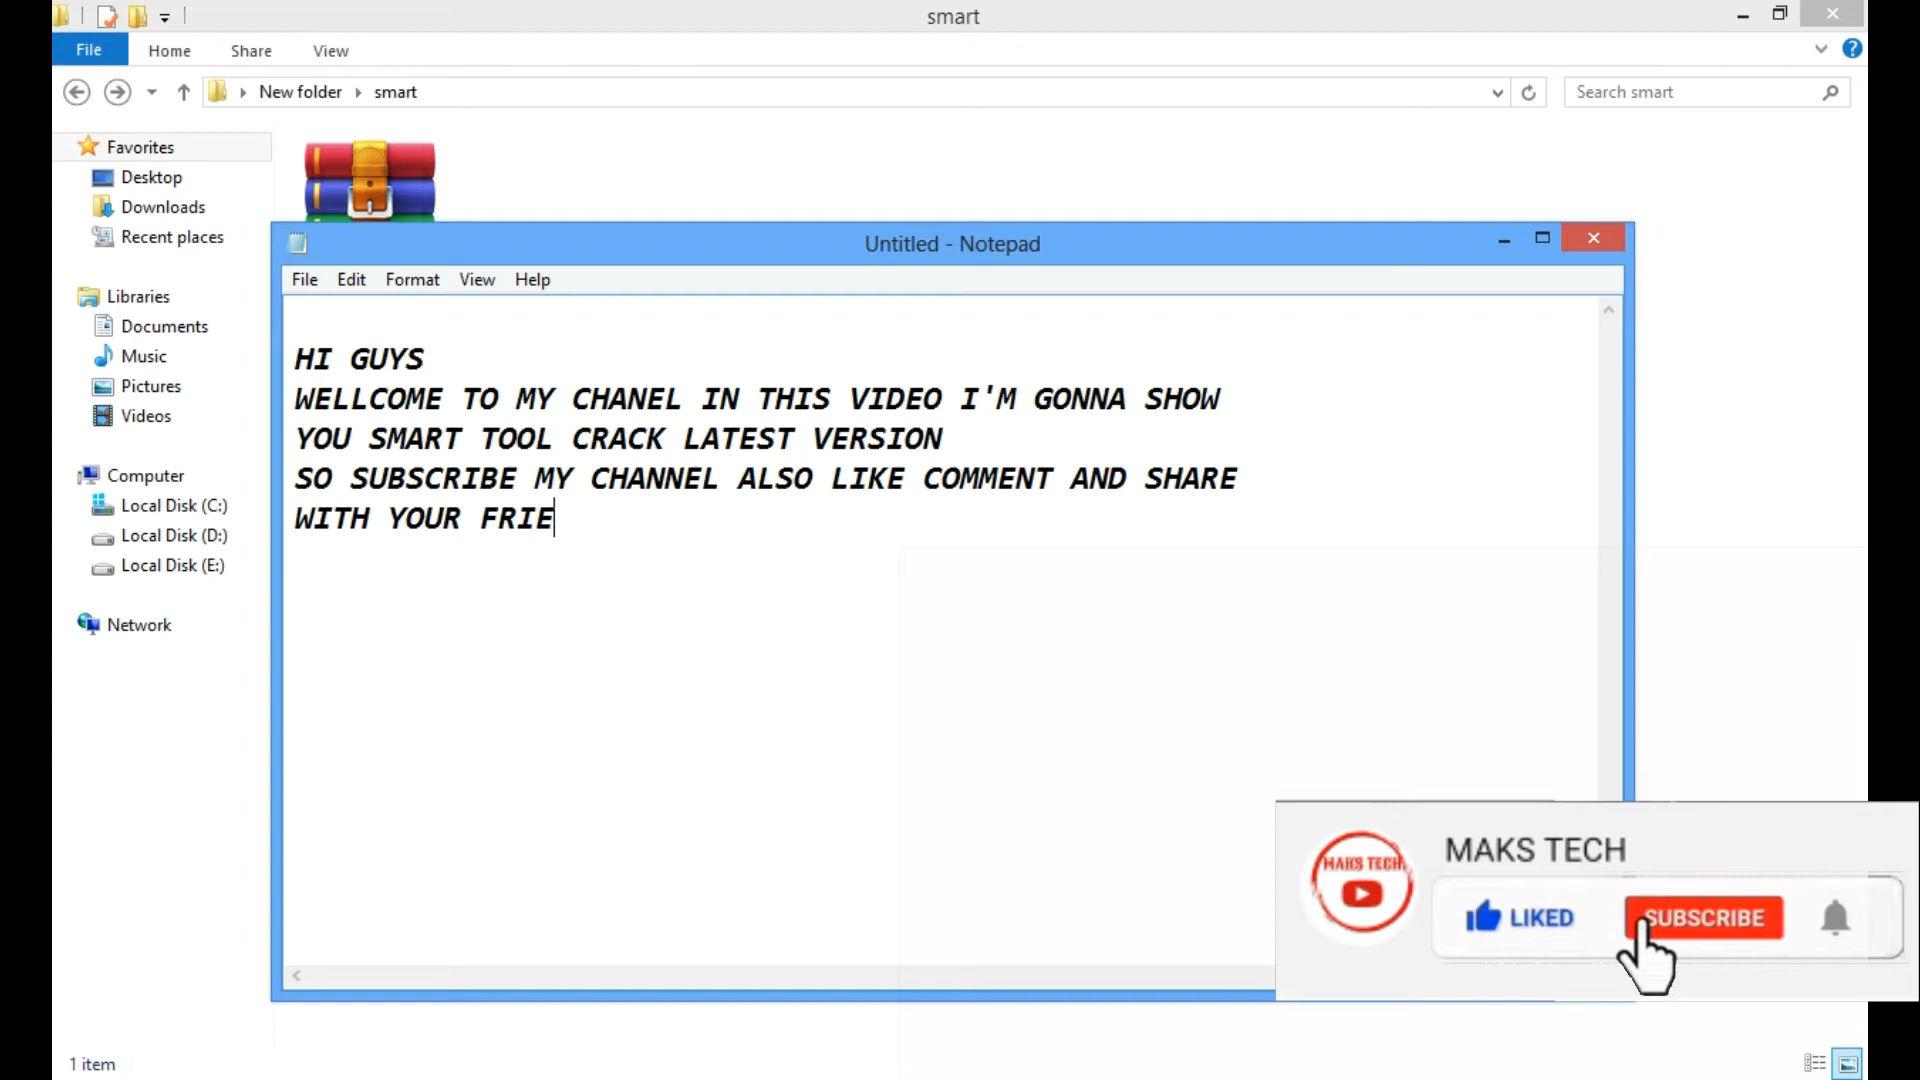 smart
File Home Share View
New folder smart
Search smart
Favorites
Desktop
Downloads
Recent places
Libraries
Documents
Music
Pictures
Videos
Computer
Local Disk (C:)
Local Disk (D:)
Local Disk (E:)
Network
Untitled - Notepad
File Edit Format View Help
HI GUYS
WELLCOME TO MY CHANEL IN THIS VIDEO I'M GONNA SHOW
YOU SMART TOOL CRACK LATEST VERSION
SO SUBSCRIBE MY CHANNEL ALSO LIKE COMMENT AND SHARE
WITH YOUR FRIE
MAKS TECH
MAKS TECH
LIKED SUBSCRIBE
1 item